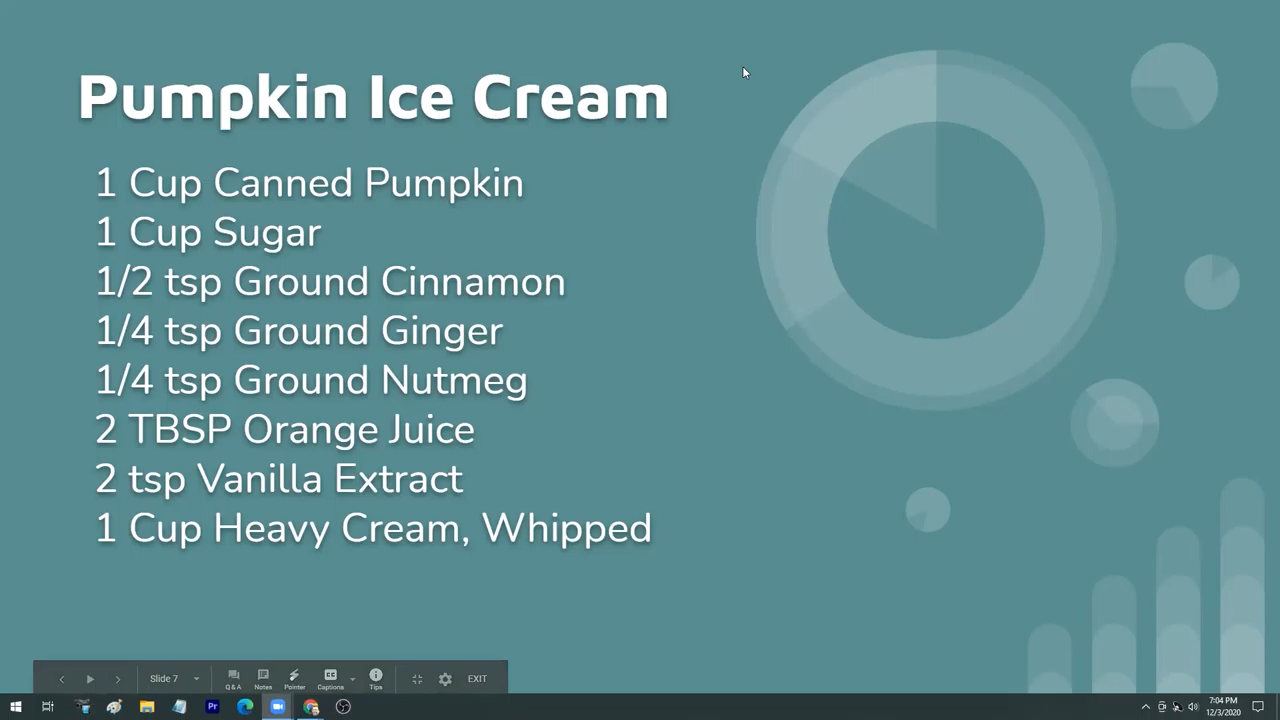 Pumpkin Ice Cream
1 Cup Canned Pumpkin
1 Cup Sugar
1/2 tsp Ground Cinnamon
1/4 tsp Ground Ginger
1/4 tsp Ground Nutmeg
2 TBSP Orange Juice
2 tsp Vanilla Extract
1 Cup Heavy Cream, Whipped
Slide 7
Q&A
Notes
Pointer
CC
Captions
Tips
EXIT
Pr
7:04 PM
12/3/2020